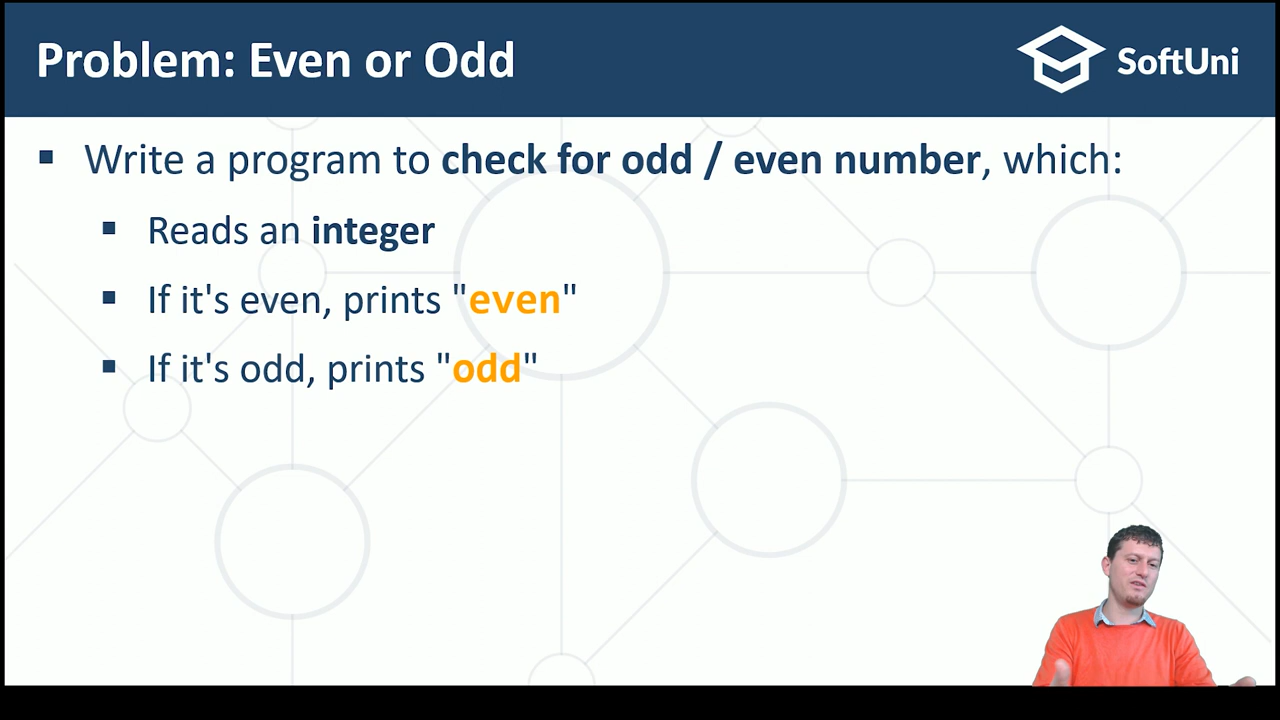 Problem: Even or Odd
SoftUni
▪ Write a program to check for odd / even number, which:
▪ Reads an integer
▪ If it's even, prints "even"
▪ If it's odd, prints "odd"